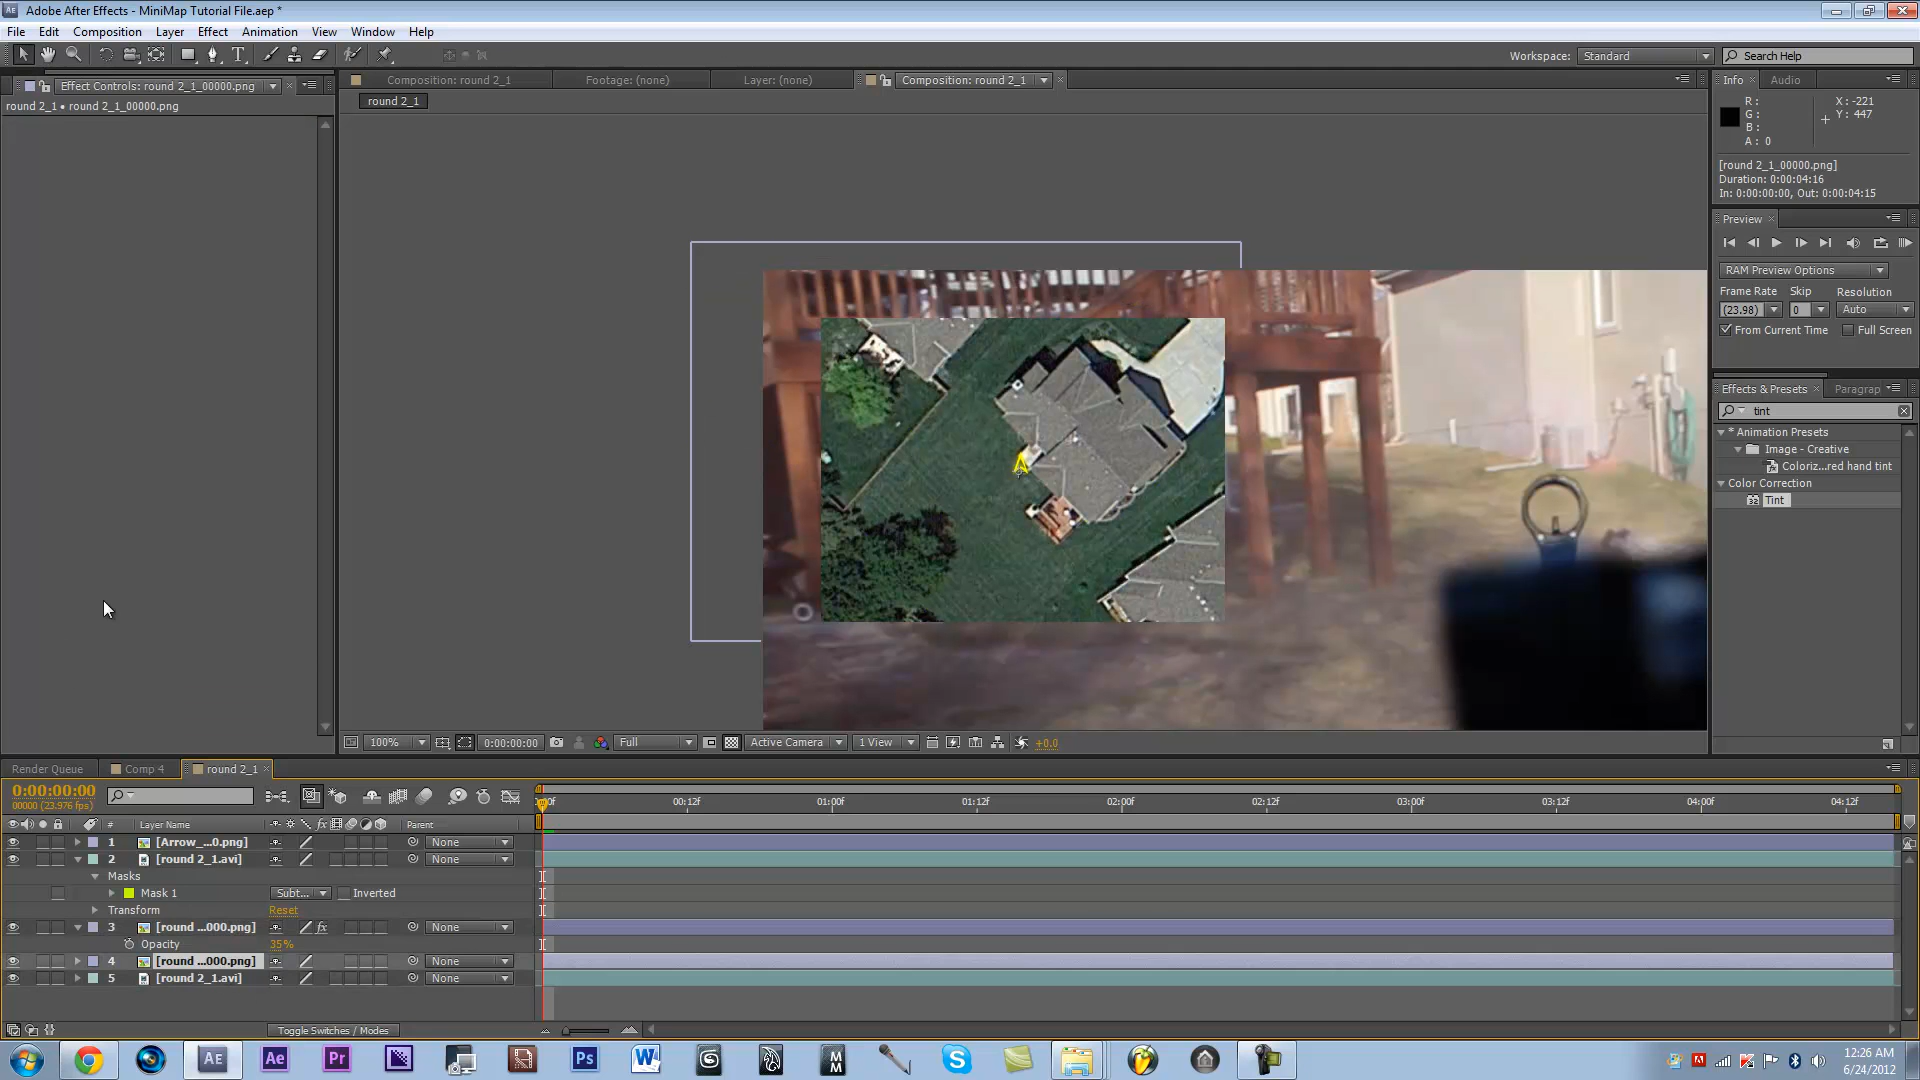 Adobe After Effects - MiniMap Tutorial File.aep *
File Edit Composition Layer Effect Animation View Window Help
Workspace: Standard Search Help
Effect Controls: round 2_1_00000.png
Composition: round 2_1 Footage: (none) Layer: (none) Composition: round 2_1
Info Audio
round 2_1 • round 2_1_00000.png
round 2_1
R: X: -221
G: Y: 447
B:
A: 0
[round 2_1_00000.png]
Duration: 0:00:04:16
In: 0:00:00:00, Out: 0:00:04:15
Preview
RAM Preview Options
Frame Rate Skip Resolution
(23.98) 0 Auto
From Current Time Full Screen
Effects & Presets Paragrap
tint
* Animation Presets
Image - Creative
Coloriz...red hand tint
Color Correction
Tint
100% 0:00:00:00 Full Active Camera 1 View +0.0
Render Queue Comp 4 round 2_1
0:00:00:00
00000 (23.976 fps)
00:12f 01:00f 01:12f 02:00f 02:12f 03:00f 03:12f 04:00f 04:12f
# Layer Name fx Parent
1 [Arrow_...0.png] None
2 [round 2_1.avi] None
Masks
Mask 1 Subt... Inverted
Transform Reset
3 [round ...000.png] fx None
Opacity 35%
4 [round ...000.png] None
5 [round 2_1.avi] None
Toggle Switches / Modes
AE Ae Pr Ps W S M M S
12:26 AM
6/24/2012